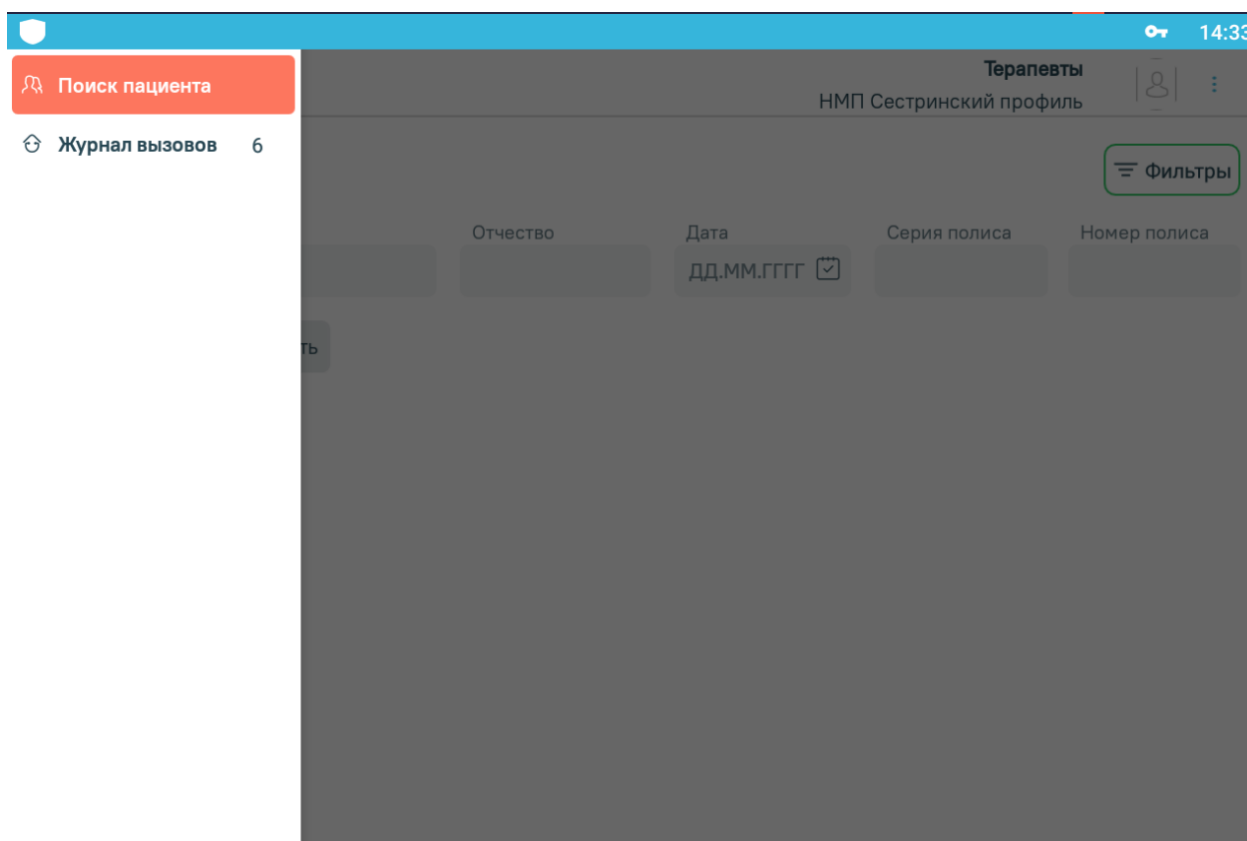 14:33
Поиск пациента
Журнал вызовов 6
Терапевты
НМП Сестринский профиль
Фильтры
Отчество Дата Серия полиса Номер полиса
ДД.ММ.ГГГГ
ть